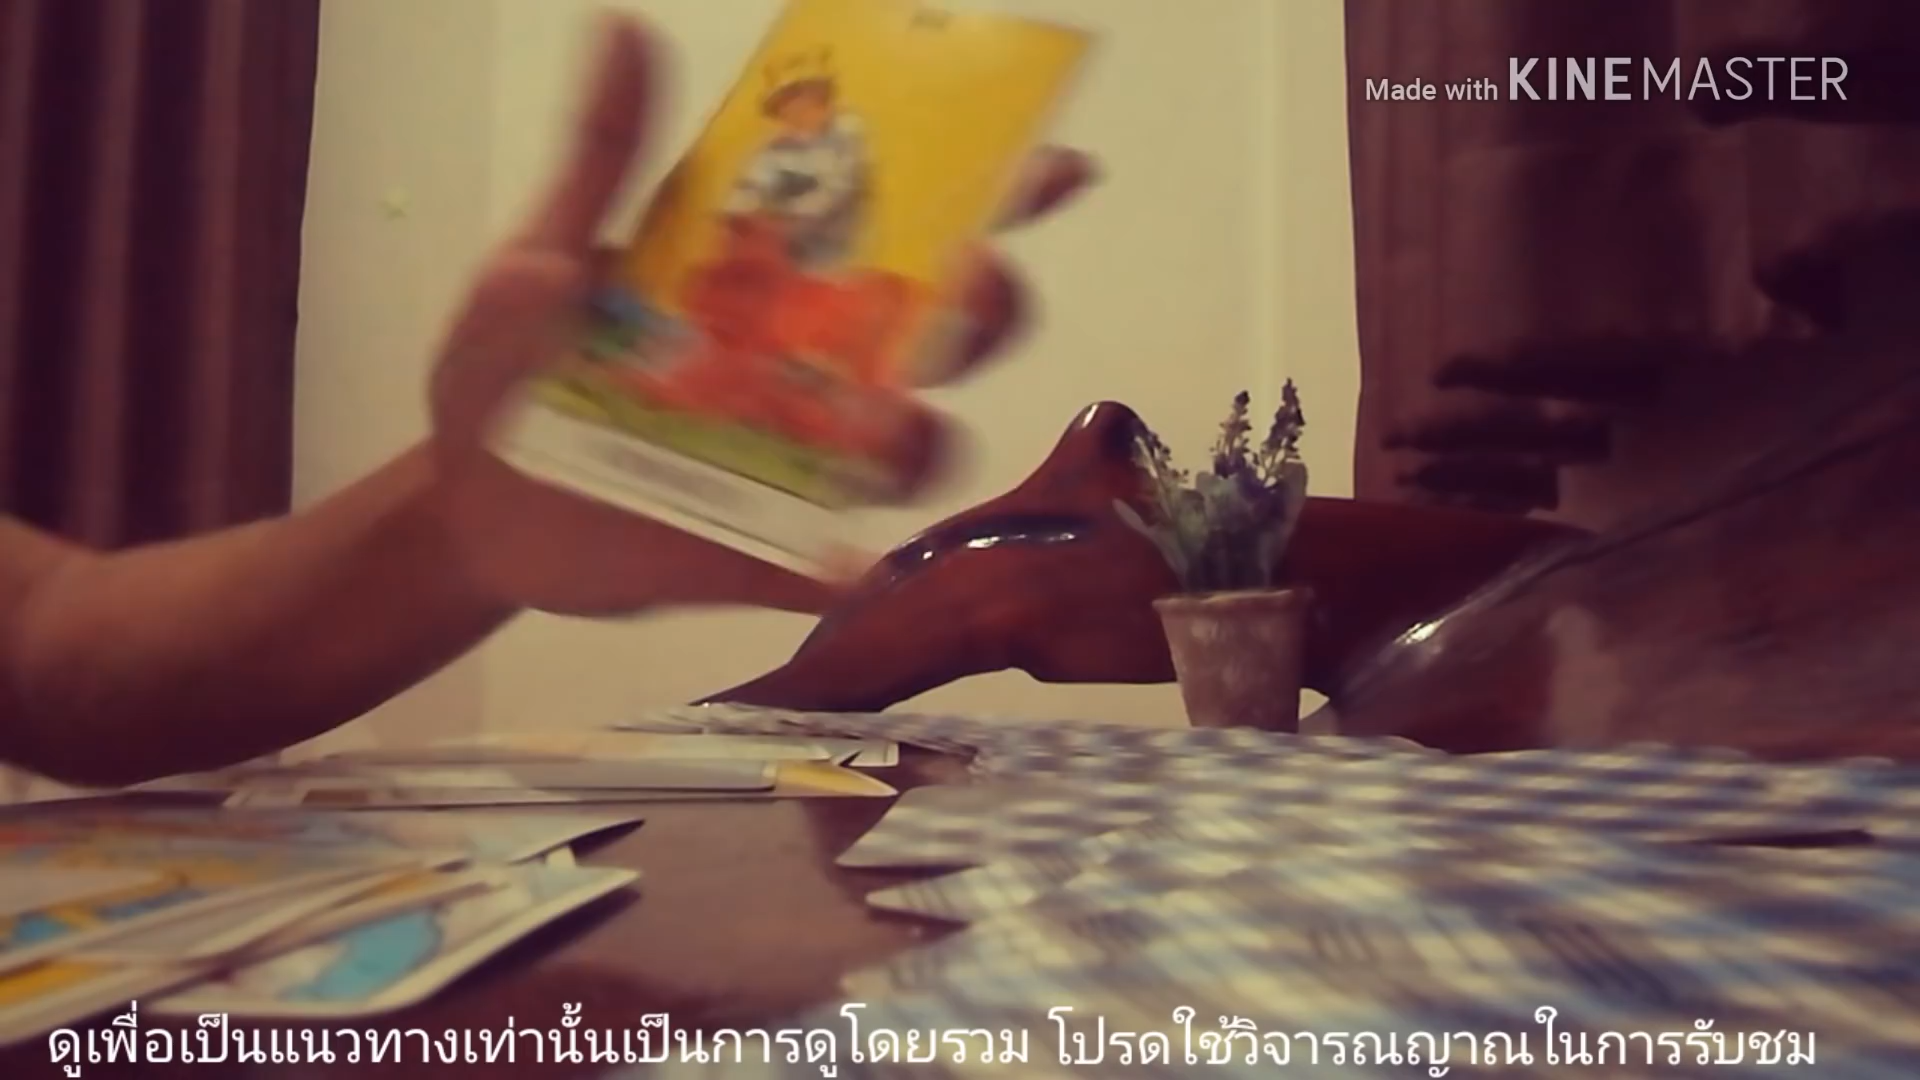 Made with KINEMASTER
ดูเพื่อเป็นแนวทางเท่านั้นเป็นการดูโดยรวม โปรดใช้วิจารณญาณในการรับชม